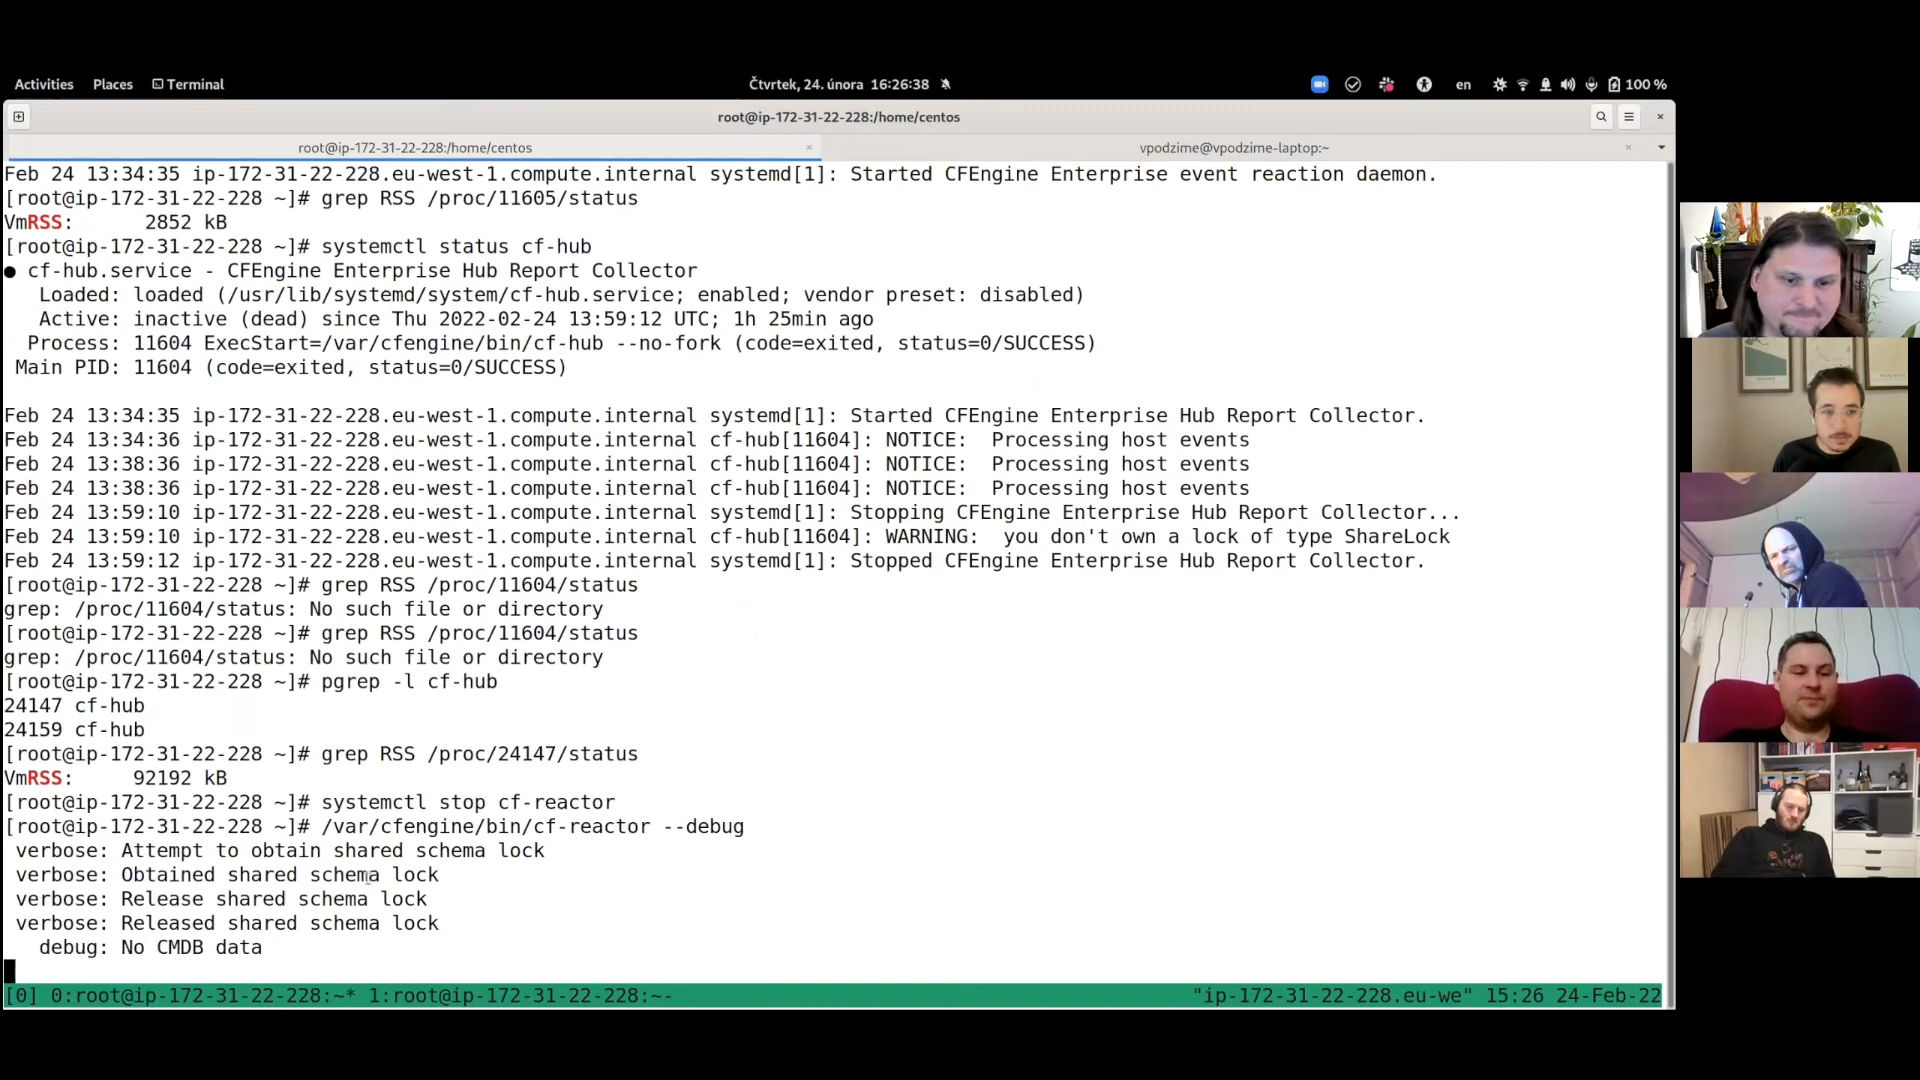 Activities Places Terminal Čtvrtek, 24. února 16:26:38 en 100 %
root@ip-172-31-22-228:/home/centos
root@ip-172-31-22-228:/home/centos vpodzime@vpodzime-laptop:~
Feb 24 13:34:35 ip-172-31-22-228.eu-west-1.compute.internal systemd[1]: Started CFEngine Enterprise event reaction daemon.
[root@ip-172-31-22-228 ~]# grep RSS /proc/11605/status
VmRSS:      2852 kB
[root@ip-172-31-22-228 ~]# systemctl status cf-hub
● cf-hub.service - CFEngine Enterprise Hub Report Collector
   Loaded: loaded (/usr/lib/systemd/system/cf-hub.service; enabled; vendor preset: disabled)
   Active: inactive (dead) since Thu 2022-02-24 13:59:12 UTC; 1h 25min ago
  Process: 11604 ExecStart=/var/cfengine/bin/cf-hub --no-fork (code=exited, status=0/SUCCESS)
 Main PID: 11604 (code=exited, status=0/SUCCESS)
Feb 24 13:34:35 ip-172-31-22-228.eu-west-1.compute.internal systemd[1]: Started CFEngine Enterprise Hub Report Collector.
Feb 24 13:34:36 ip-172-31-22-228.eu-west-1.compute.internal cf-hub[11604]: NOTICE:  Processing host events
Feb 24 13:38:36 ip-172-31-22-228.eu-west-1.compute.internal cf-hub[11604]: NOTICE:  Processing host events
Feb 24 13:38:36 ip-172-31-22-228.eu-west-1.compute.internal cf-hub[11604]: NOTICE:  Processing host events
Feb 24 13:59:10 ip-172-31-22-228.eu-west-1.compute.internal systemd[1]: Stopping CFEngine Enterprise Hub Report Collector...
Feb 24 13:59:10 ip-172-31-22-228.eu-west-1.compute.internal cf-hub[11604]: WARNING:  you don't own a lock of type ShareLock
Feb 24 13:59:12 ip-172-31-22-228.eu-west-1.compute.internal systemd[1]: Stopped CFEngine Enterprise Hub Report Collector.
[root@ip-172-31-22-228 ~]# grep RSS /proc/11604/status
grep: /proc/11604/status: No such file or directory
[root@ip-172-31-22-228 ~]# grep RSS /proc/11604/status
grep: /proc/11604/status: No such file or directory
[root@ip-172-31-22-228 ~]# pgrep -l cf-hub
24147 cf-hub
24159 cf-hub
[root@ip-172-31-22-228 ~]# grep RSS /proc/24147/status
VmRSS:     92192 kB
[root@ip-172-31-22-228 ~]# systemctl stop cf-reactor
[root@ip-172-31-22-228 ~]# /var/cfengine/bin/cf-reactor --debug
 verbose: Attempt to obtain shared schema lock
 verbose: Obtained shared schema lock
 verbose: Release shared schema lock
 verbose: Released shared schema lock
   debug: No CMDB data
[0] 0:root@ip-172-31-22-228:~* 1:root@ip-172-31-22-228:~- "ip-172-31-22-228.eu-we" 15:26 24-Feb-22